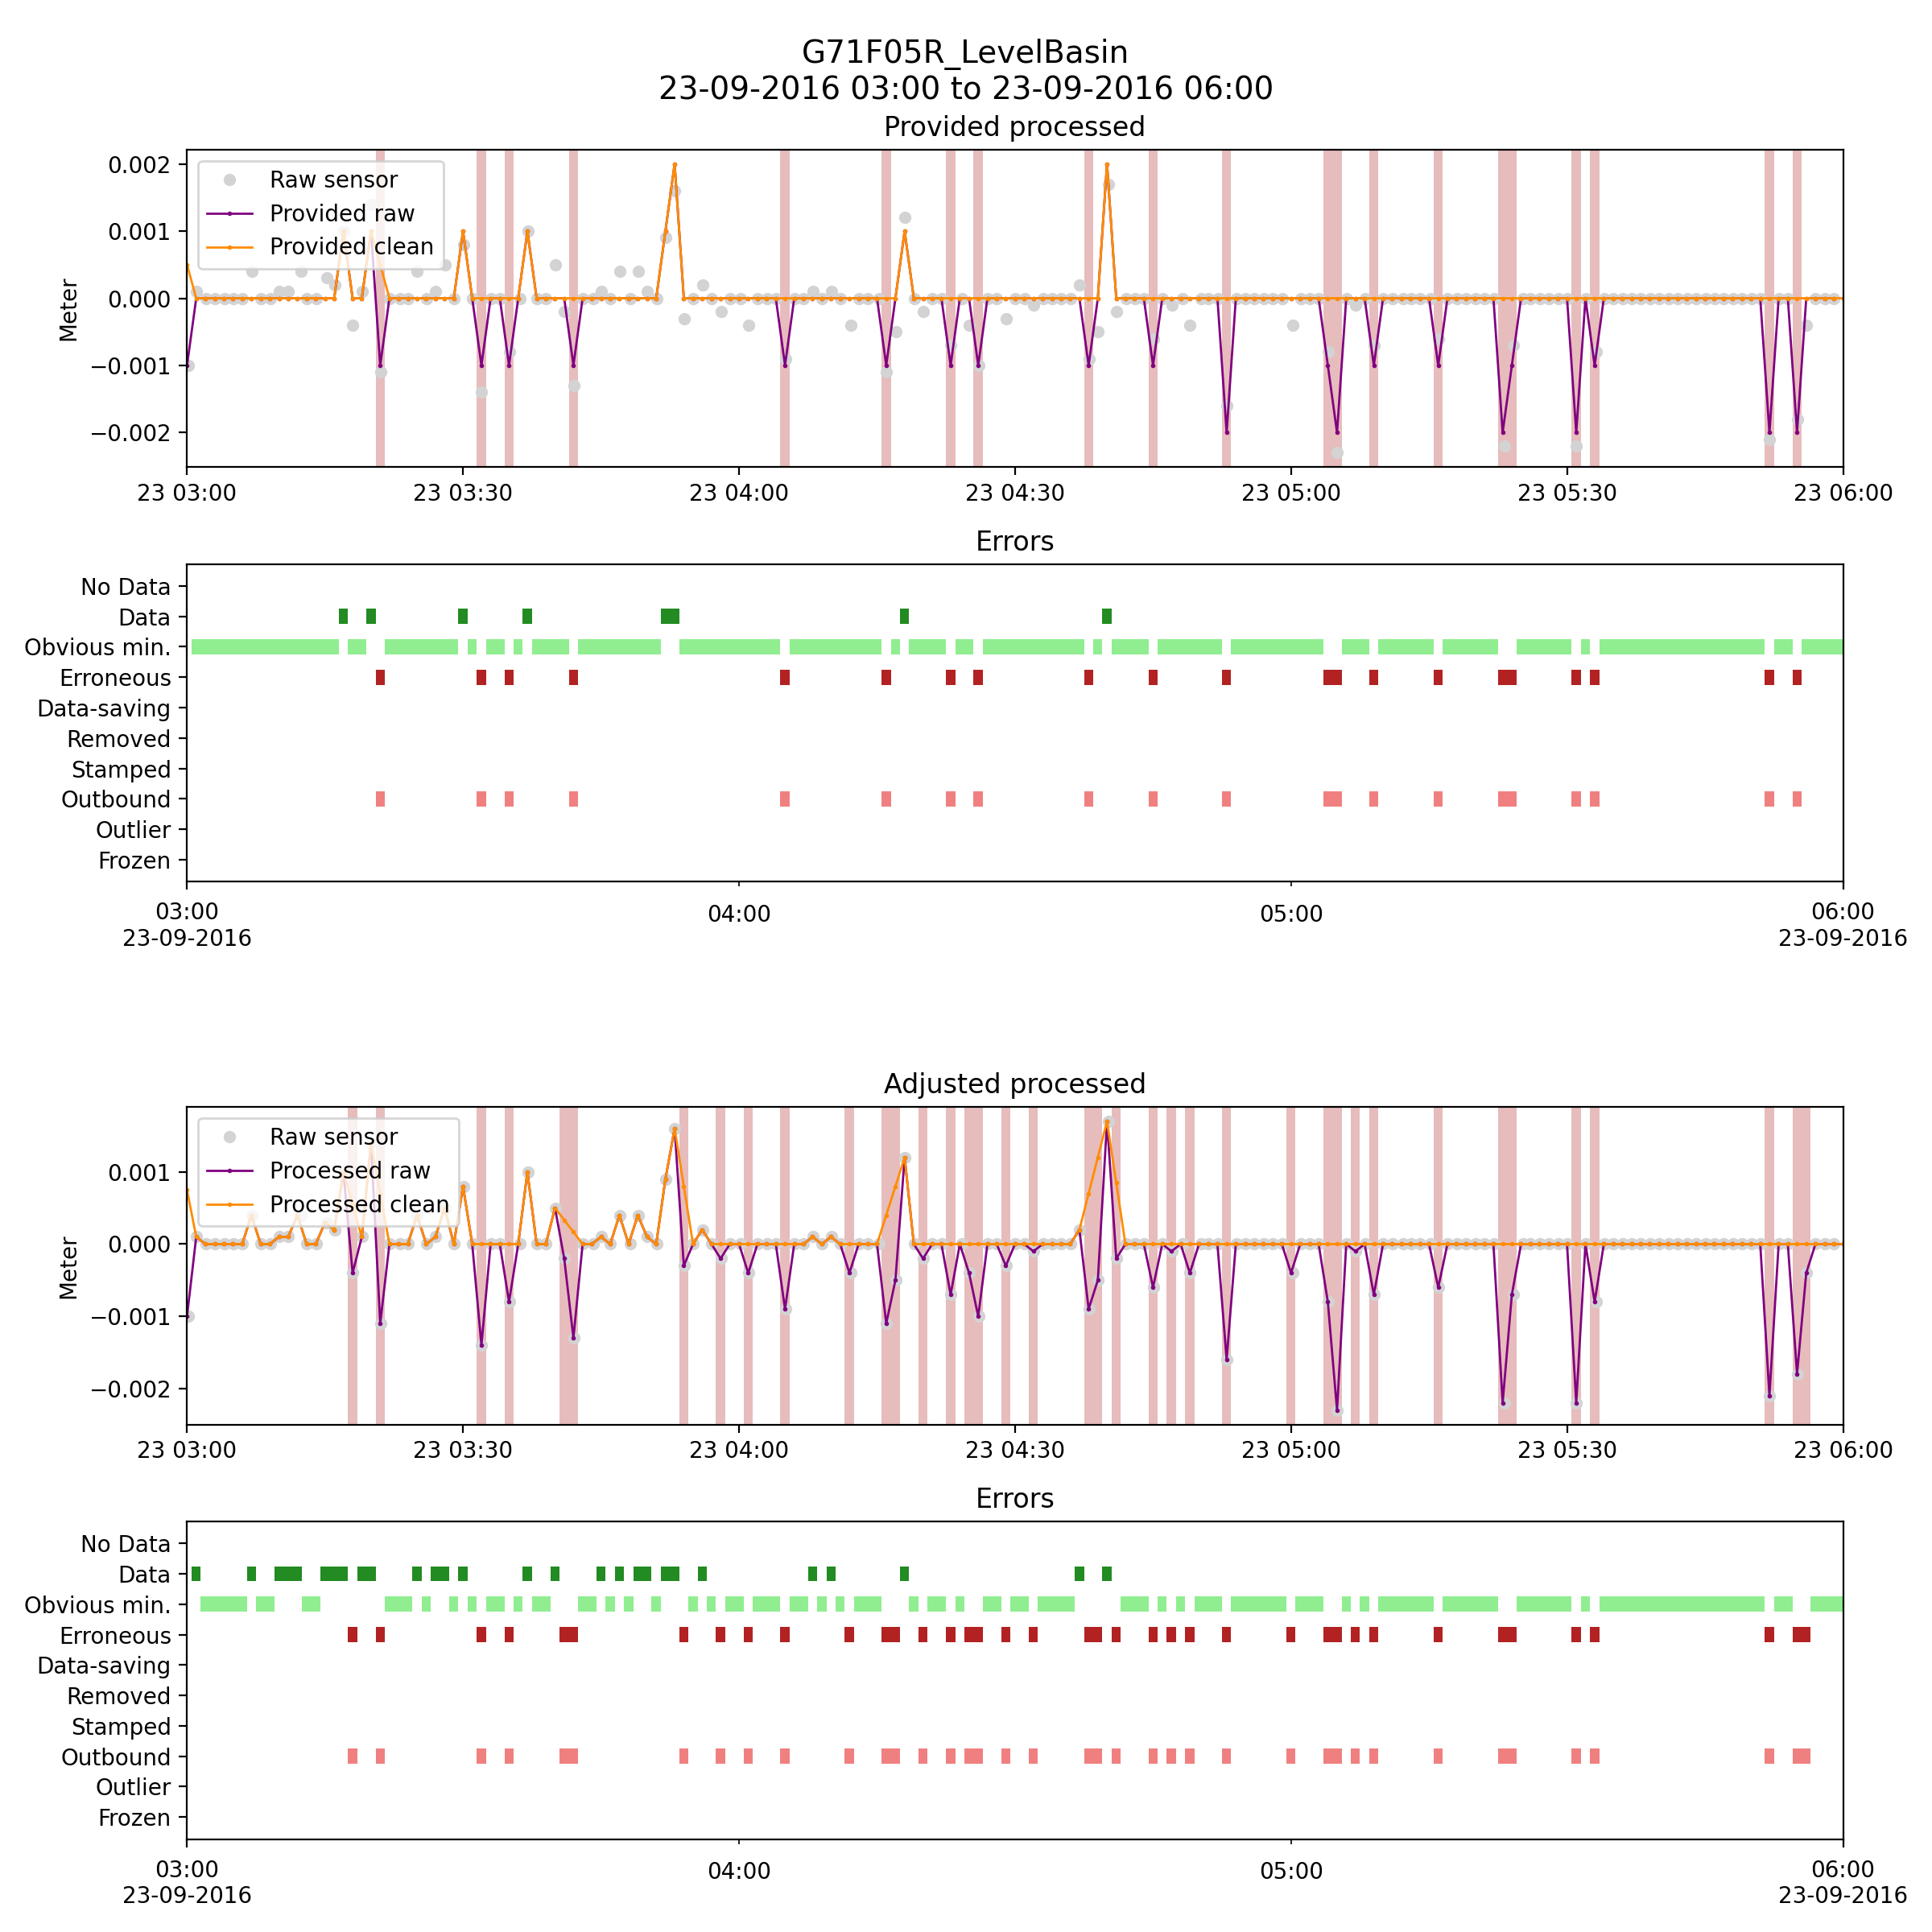 G71F05R_LevelBasin
23-09-2016 03:00 to 23-09-2016 06:00
Provided processed
0.002
0.001
0.000
−0.001
−0.002
Meter
Raw sensor
Provided raw
Provided clean
23 03:00 23 03:30 23 04:00 23 04:30 23 05:00 23 05:30 23 06:00
Errors
No Data
Data
Obvious min.
Erroneous
Data-saving
Removed
Stamped
Outbound
Outlier
Frozen
03:00 04:00 05:00 06:00
23-09-2016 23-09-2016
Adjusted processed
0.001
0.000
−0.001
−0.002
Meter
Raw sensor
Processed raw
Processed clean
23 03:00 23 03:30 23 04:00 23 04:30 23 05:00 23 05:30 23 06:00
Errors
No Data
Data
Obvious min.
Erroneous
Data-saving
Removed
Stamped
Outbound
Outlier
Frozen
03:00 04:00 05:00 06:00
23-09-2016 23-09-2016